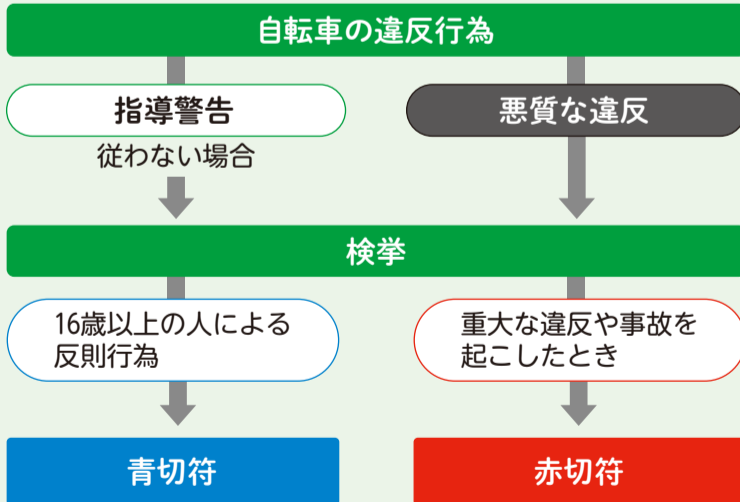 自転車の違反行為
指導警告
悪質な違反
従わない場合
検挙
16歳以上の人による
反則行為
重大な違反や事故を
起こしたとき
青切符
赤切符